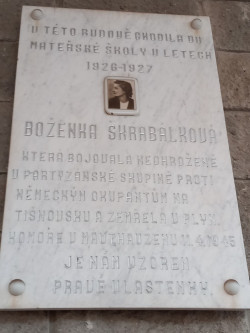 V TÉTO BUDOVĚ CHODILA DO
MATEŘSKÉ ŠKOLY V LETECH
1926-1927
BOŽENKA SKRABALKOVÁ
KTERÁ BOJOVALA NEOHROŽENĚ
V PARTYZÁNSKÉ SKUPINĚ PROTI
NĚMECKÝM OKUPANTŮM NA
TIŠNOVSKU A ZEMŘELA V PLYN.
KOMOŘE V MAUTHAUSENU 45
JE NÁM VZOREM
PRAVÉ VLASTENKY.